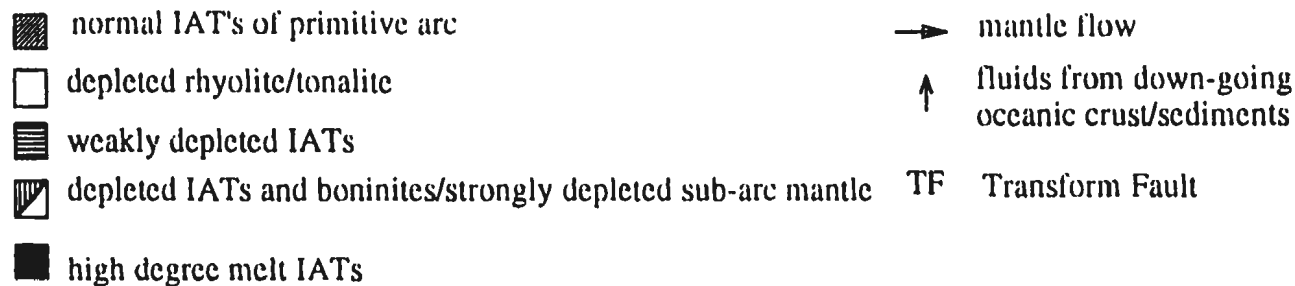 normal IAT's of primitive arc
depleted rhyolite/tonalite
weakly depleted IATs
depleted IATs and boninites/strongly depleted sub-arc mantle
high degree melt IATs
mantle flow
fluids from down-going
oceanic crust/sediments
TF Transform Fault